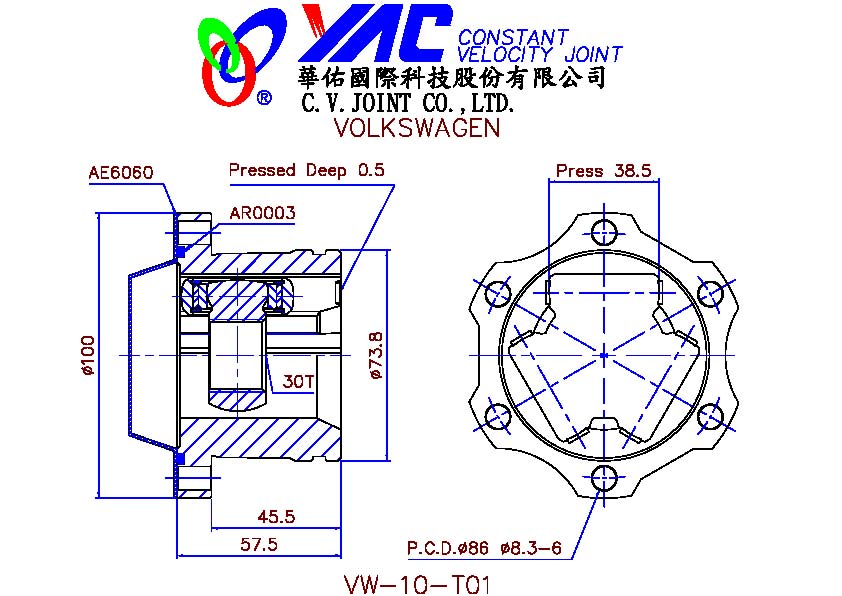 YAC CONSTANT
VELOCITY JOINT
®
華佑國際科技股份有限公司
C.V.JOINT CO.,LTD.
VOLKSWAGEN
AE6060
Pressed Deep 0.5
Press 38.5
AR0003
ø100
ø73.8
30T
45.5
57.5
P.C.D.ø86 ø8.3-6
VW-10-T01